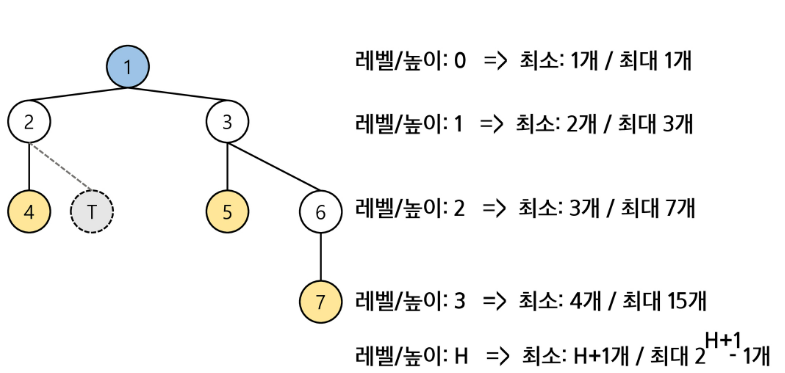 1
레벨/높이: 0 => 최소: 1개 / 최대 1개
2 3
레벨/높이: 1 => 최소: 2개 / 최대 3개
4 T 5 6
레벨/높이: 2 => 최소: 3개 / 최대 7개
7
레벨/높이: 3 => 최소: 4개 / 최대 15개
레벨/높이: H => 최소: H+1개 / 최대 2^H+1 - 1개